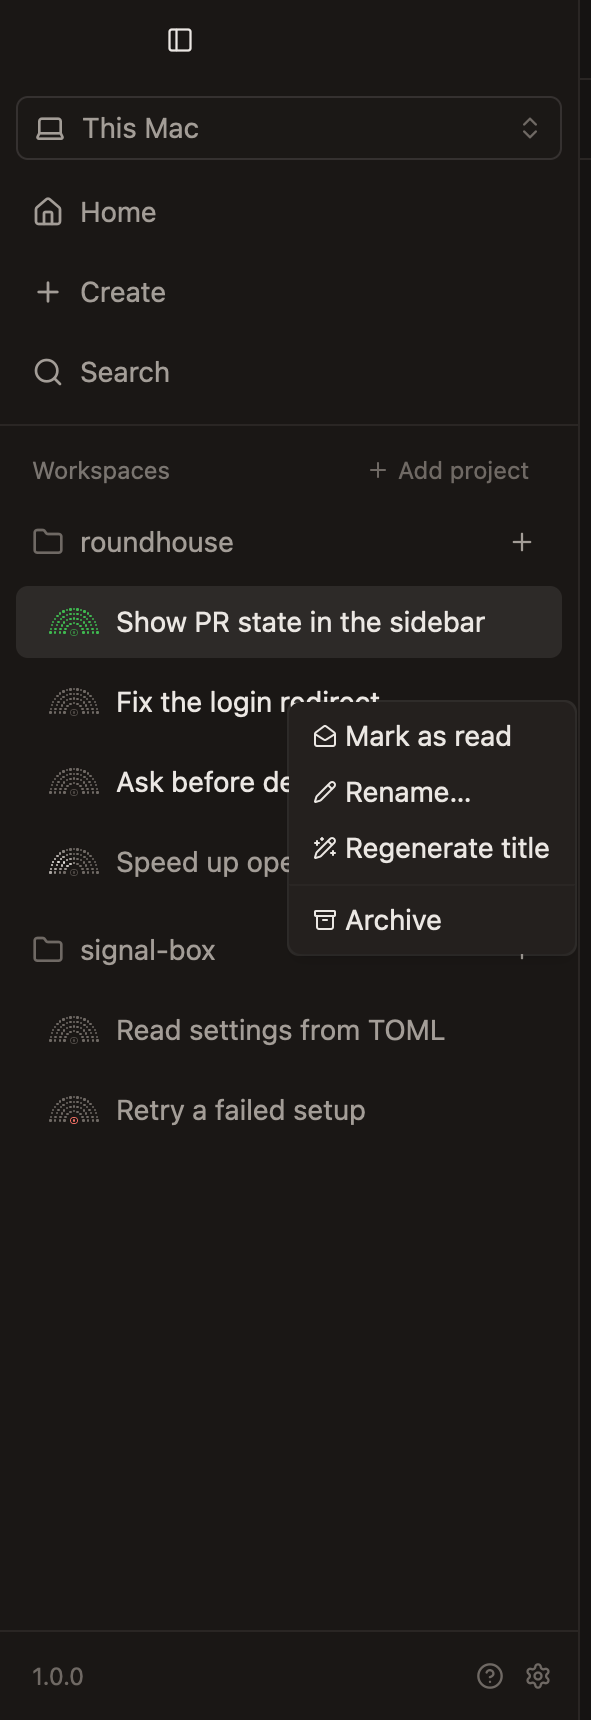 This Mac
Home
Create
Search
Workspaces
Add project
roundhouse
Show PR state in the sidebar
Fix the login redirect
Mark as read
Ask before
Rename...
Speed up
Regenerate title
Archive
signal-box
Read settings from TOML
Retry a failed setup
1.0.0